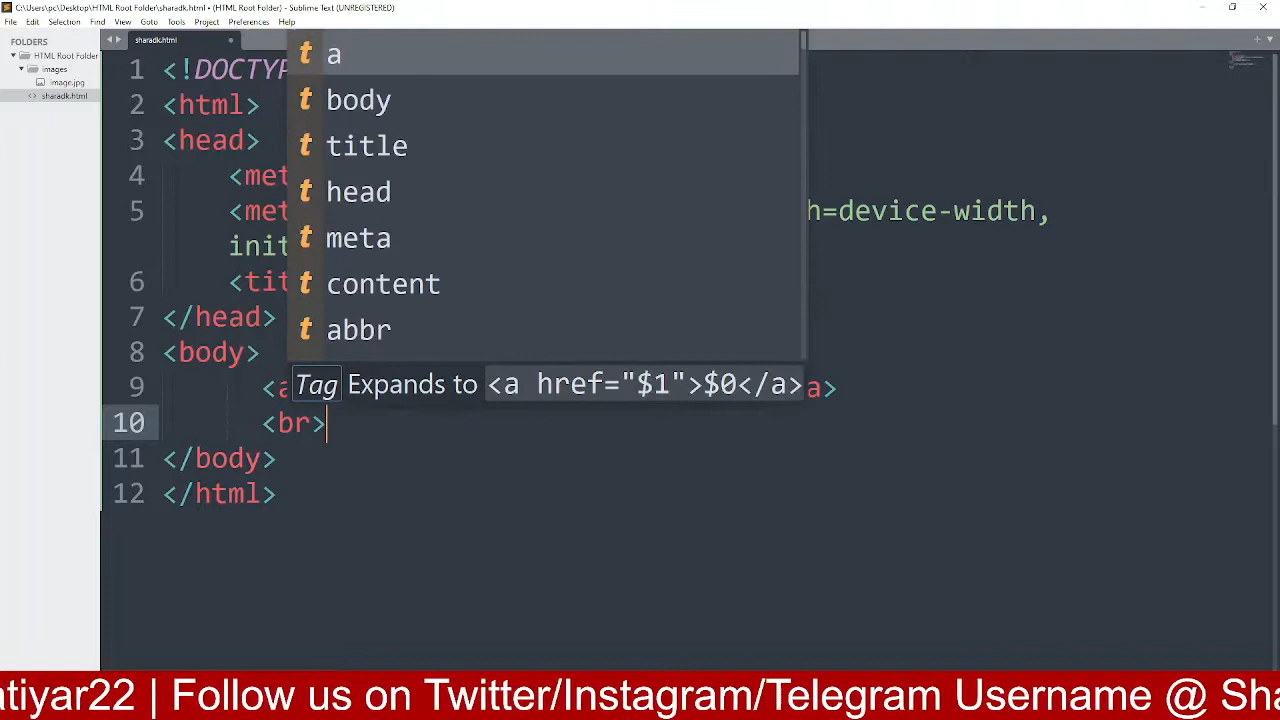 C:\Users\pc\Desktop\HTML Root Folder\sharadk.html • (HTML Root Folder) - Sublime Text (UNREGISTERED)
File Edit Selection Find View Goto Tools Project Preferences Help
FOLDERS
HTML Root Folder
images
image.jpg
sharadk.html
sharadk.html
1 <!DOCTYP
2 <html>
3 <head>
4 <met
5 <met h=device-width,
init
6 <tit
7 </head>
8 <body>
9 <a a>
10 <br>
11 </body>
12 </html>
t a
t body
t title
t head
t meta
t content
t abbr
Tag Expands to <a href="$1">$0</a>
atiyar22 | Follow us on Twitter/Instagram/Telegram Username @ Sha